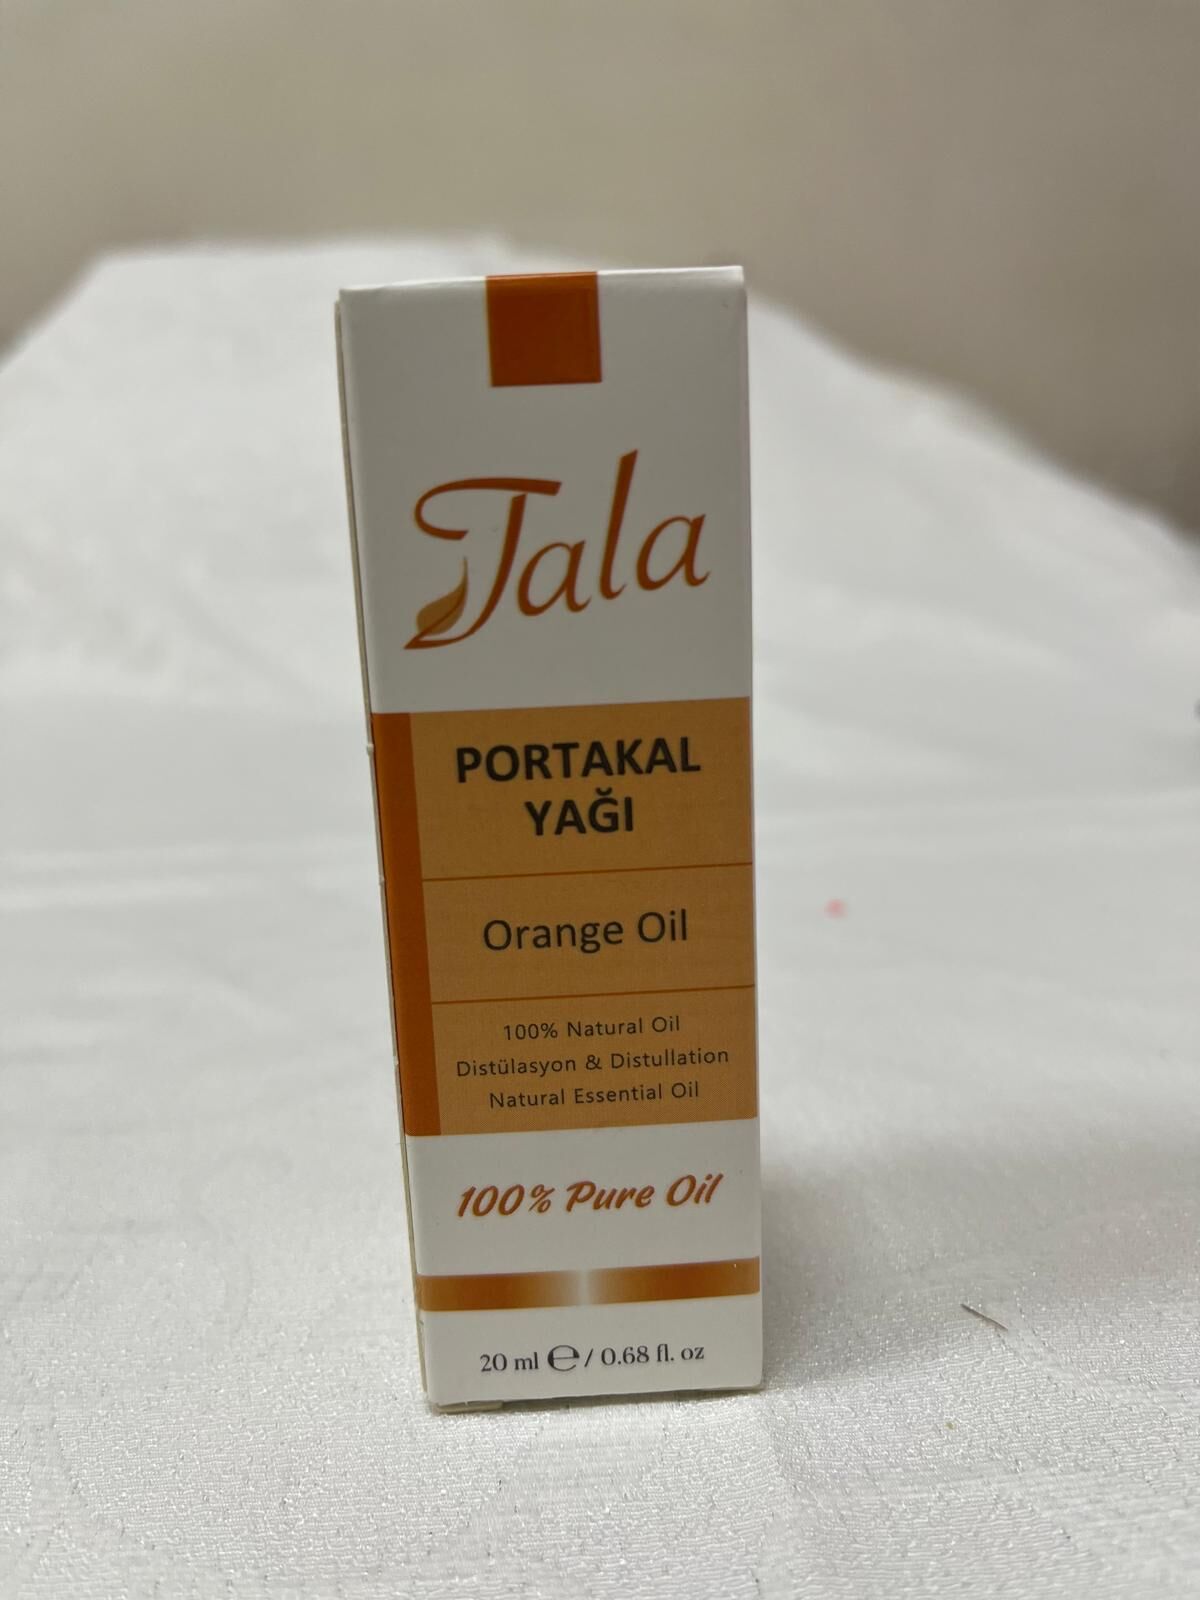 Tala
PORTAKAL
YAĞI
Orange Oil
100% Natural Oil
Distülasyon & Distullation
Natural Essential Oil
100% Pure Oil
20 ml ℮ / 0.68 fl. oz